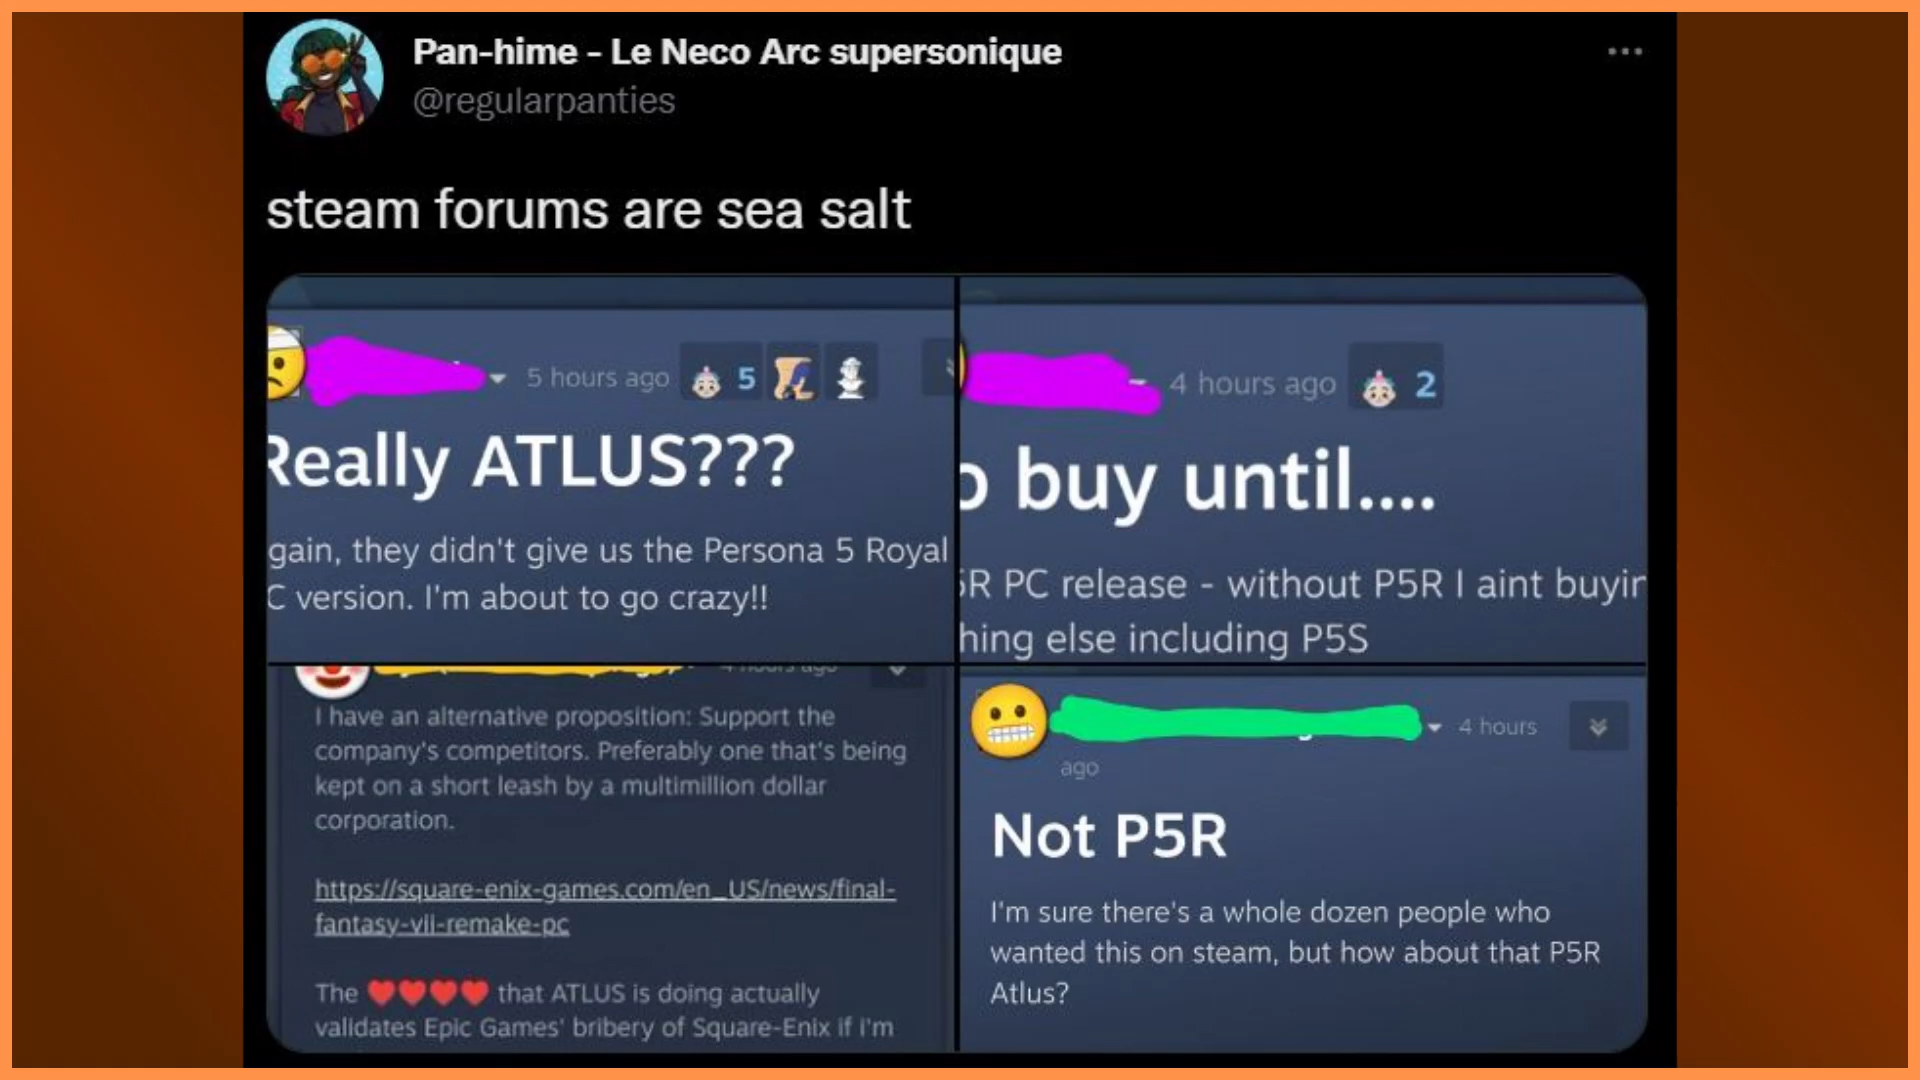 Pan-hime - Le Neco Arc supersonique
@regularpanties
steam forums are sea salt
5 hours ago 5
Really ATLUS???
gain, they didn't give us the Persona 5 Royal
C version. I'm about to go crazy!!
4 hours ago 2
o buy until....
5R PC release - without P5R I aint buyin
hing else including P5S
4 hours ago
I have an alternative proposition: Support the
company's competitors. Preferably one that's being
kept on a short leash by a multimillion dollar
corporation.
https://square-enix-games.com/en_US/news/final-
fantasy-vii-remake-pc
The ♥♥♥♥ that ATLUS is doing actually
validates Epic Games' bribery of Square-Enix if I'm
4 hours
ago
Not P5R
I'm sure there's a whole dozen people who
wanted this on steam, but how about that P5R
Atlus?